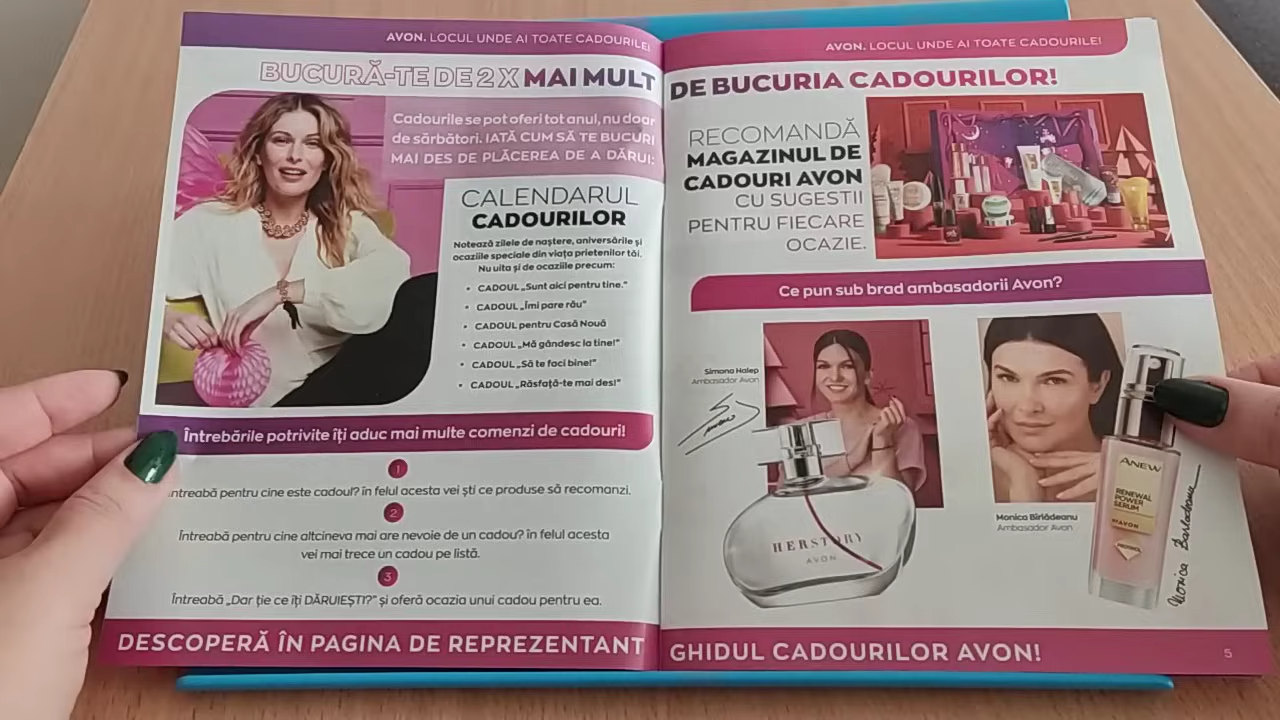 AVON. LOCUL UNDE AI TOATE CADOURILE!
BUCURĂ-TE DE 2 X MAI MULT
Cadourile se pot oferi tot anul, nu doar
de sărbători. IATĂ CUM SĂ TE BUCURI
MAI DES DE PLĂCEREA DE A DĂRUI:
CALENDARUL
CADOURILOR
Notează zilele de naștere, aniversările și
ocaziile speciale din viața prietenilor tăi.
Nu uita și de ocaziile precum:
• CADOUL „Sunt aici pentru tine."
• CADOUL „Îmi pare rău"
• CADOUL pentru Casă Nouă
• CADOUL „Mă gândesc la tine!"
• CADOUL „Să te faci bine!"
• CADOUL „Răsfață-te mai des!"
Întrebările potrivite îți aduc mai multe comenzi de cadouri!
1
Întreabă pentru cine este cadoul? în felul acesta vei ști ce produse să recomanzi.
2
Întreabă pentru cine altcineva mai are nevoie de un cadou? în felul acesta
vei mai trece un cadou pe listă.
3
Întreabă „Dar ție ce îți DĂRUIEȘTI?" și oferă ocazia unui cadou pentru ea.
DESCOPERĂ ÎN PAGINA DE REPREZENTANT
AVON. LOCUL UNDE AI TOATE CADOURILE!
DE BUCURIA CADOURILOR!
RECOMANDĂ
MAGAZINUL DE
CADOURI AVON
CU SUGESTII
PENTRU FIECARE
OCAZIE.
Ce pun sub brad ambasadorii Avon?
Simona Halep
Ambasador Avon
HERSTORY
AVON
Monica Bîrlădeanu
Ambasador Avon
ANEW
RENEWAL
POWER
SERUM
BY AVON
PROTINOL
Monica Barladeanu
GHIDUL CADOURILOR AVON!
5